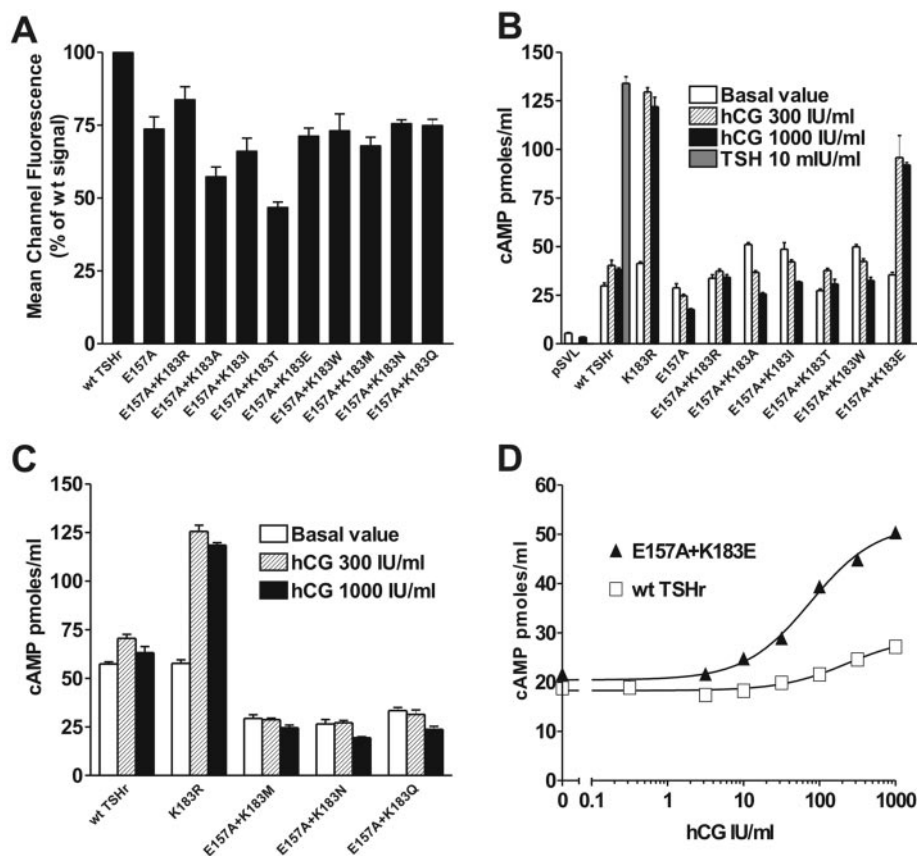 A
Mean Channel Fluorescence
(% of wt signal)
100
75
50
25
0
wt TSHr
E157A
E157A+K183R
E157A+K183A
E157A+K183I
E157A+K183T
E157A+K183E
E157A+K183W
E157A+K183M
E157A+K183N
E157A+K183Q
B
cAMP pmoles/ml
150
125
100
75
50
25
0
Basal value
hCG 300 IU/ml
hCG 1000 IU/ml
TSH 10 mIU/ml
pSVL
wt TSHr
K183R
E157A
E157A+K183R
E157A+K183A
E157A+K183I
E157A+K183T
E157A+K183W
E157A+K183E
C
cAMP pmoles/ml
150
125
100
75
50
25
0
Basal value
hCG 300 IU/ml
hCG 1000 IU/ml
wt TSHr
K183R
E157A+K183M
E157A+K183N
E157A+K183Q
D
cAMP pmoles/ml
60
50
40
30
20
10
0
E157A+K183E
wt TSHr
0 0.1 1 10 100 1000
hCG IU/ml